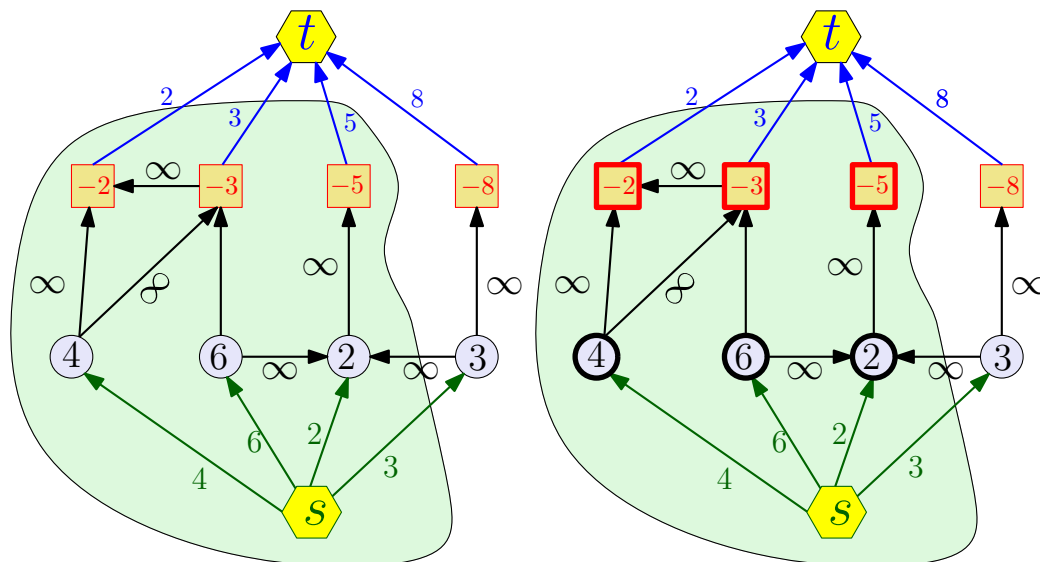 t t
2 3 5 8 2 3 5 8
−2 ∞ −3 −5 −8 −2 ∞ −3 −5 −8
∞ ∞ ∞ ∞ ∞ ∞ ∞ ∞
4 6 2 3 4 6 2 3
∞ ∞ ∞ ∞
6 2 6 2
4 3 4 3
s s